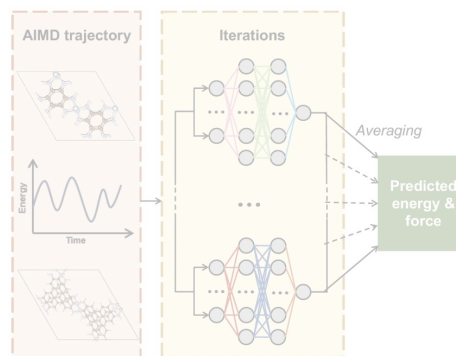 AIMD trajectory
Iterations
Averaging
Energy
Time
Predicted
energy &
force